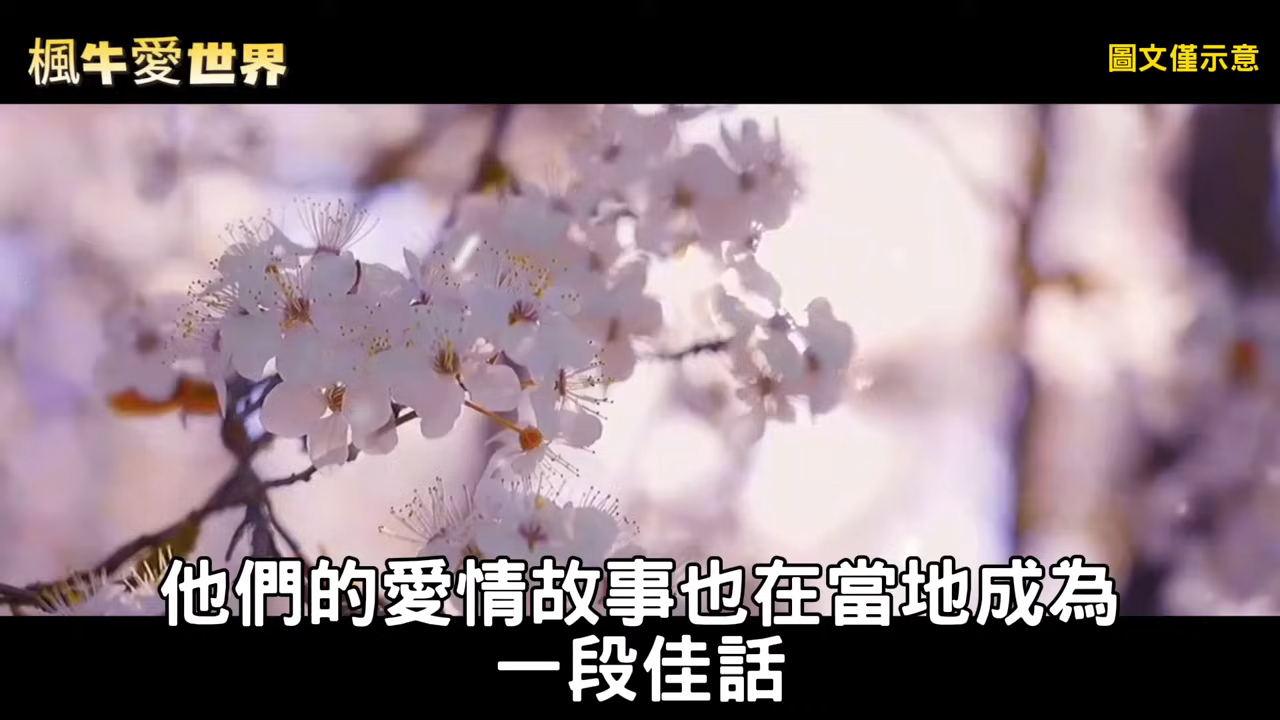 楓牛愛世界
圖文僅示意
他們的愛情故事也在當地成為
一段佳話